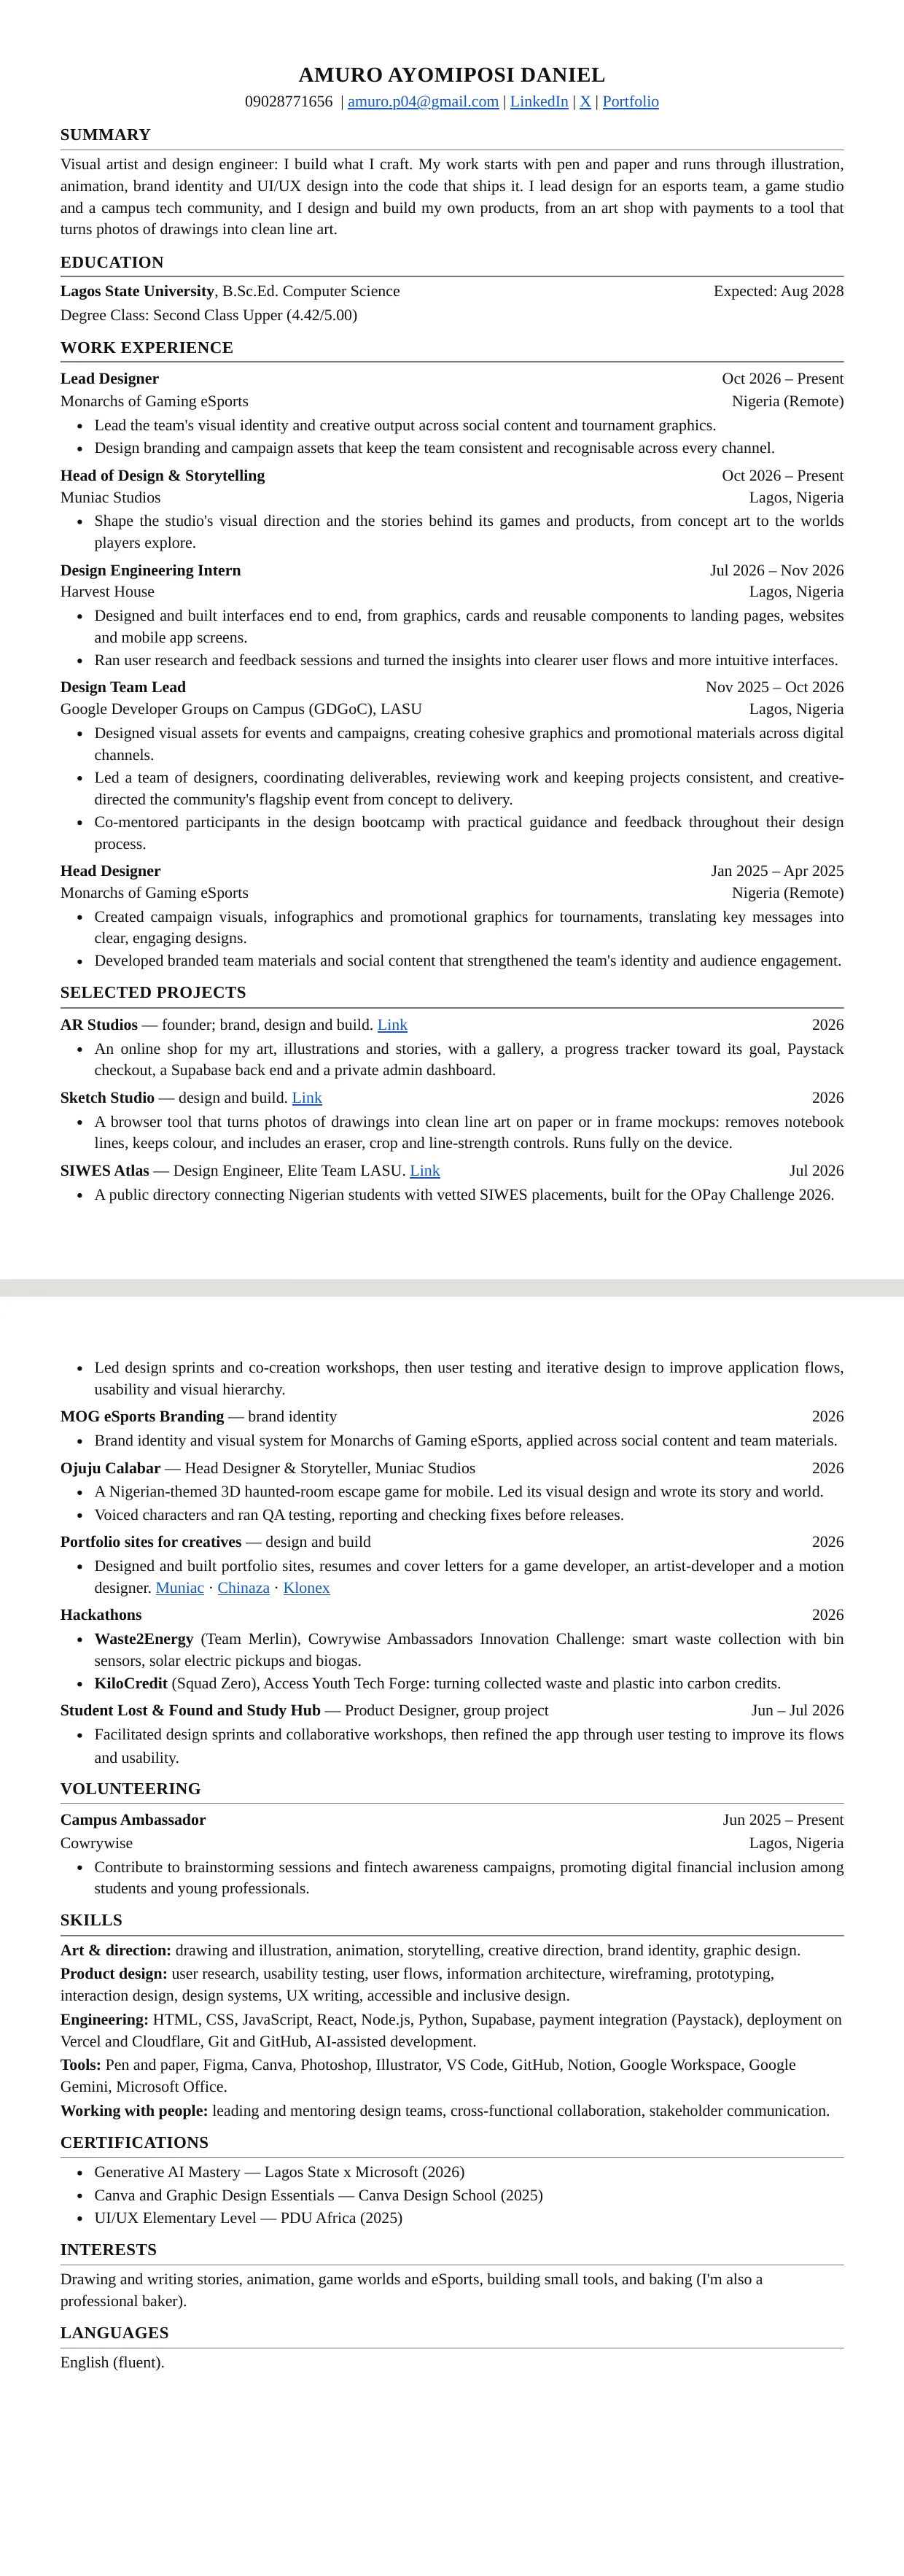 AMURO AYOMIPOSI DANIEL
09028771656 | amuro.p04@gmail.com | LinkedIn | X | Portfolio
SUMMARY
Visual artist and design engineer: I build what I craft. My work starts with pen and paper and runs through illustration,
animation, brand identity and UI/UX design into the code that ships it. I lead design for an esports team, a game studio
and a campus tech community, and I design and build my own products, from an art shop with payments to a tool that
turns photos of drawings into clean line art.
EDUCATION
Lagos State University, B.Sc.Ed. Computer Science Expected: Aug 2028
Degree Class: Second Class Upper (4.42/5.00)
WORK EXPERIENCE
Lead Designer Oct 2026 – Present
Monarchs of Gaming eSports Nigeria (Remote)
• Lead the team's visual identity and creative output across social content and tournament graphics.
• Design branding and campaign assets that keep the team consistent and recognisable across every channel.
Head of Design & Storytelling Oct 2026 – Present
Muniac Studios Lagos, Nigeria
• Shape the studio's visual direction and the stories behind its games and products, from concept art to the worlds
players explore.
Design Engineering Intern Jul 2026 – Nov 2026
Harvest House Lagos, Nigeria
• Designed and built interfaces end to end, from graphics, cards and reusable components to landing pages, websites
and mobile app screens.
• Ran user research and feedback sessions and turned the insights into clearer user flows and more intuitive interfaces.
Design Team Lead Nov 2025 – Oct 2026
Google Developer Groups on Campus (GDGoC), LASU Lagos, Nigeria
• Designed visual assets for events and campaigns, creating cohesive graphics and promotional materials across digital
channels.
• Led a team of designers, coordinating deliverables, reviewing work and keeping projects consistent, and creative-
directed the community's flagship event from concept to delivery.
• Co-mentored participants in the design bootcamp with practical guidance and feedback throughout their design
process.
Head Designer Jan 2025 – Apr 2025
Monarchs of Gaming eSports Nigeria (Remote)
• Created campaign visuals, infographics and promotional graphics for tournaments, translating key messages into
clear, engaging designs.
• Developed branded team materials and social content that strengthened the team's identity and audience engagement.
SELECTED PROJECTS
AR Studios — founder; brand, design and build. Link 2026
• An online shop for my art, illustrations and stories, with a gallery, a progress tracker toward its goal, Paystack
checkout, a Supabase back end and a private admin dashboard.
Sketch Studio — design and build. Link 2026
• A browser tool that turns photos of drawings into clean line art on paper or in frame mockups: removes notebook
lines, keeps colour, and includes an eraser, crop and line-strength controls. Runs fully on the device.
SIWES Atlas — Design Engineer, Elite Team LASU. Link Jul 2026
• A public directory connecting Nigerian students with vetted SIWES placements, built for the OPay Challenge 2026.
• Led design sprints and co-creation workshops, then user testing and iterative design to improve application flows,
usability and visual hierarchy.
MOG eSports Branding — brand identity 2026
• Brand identity and visual system for Monarchs of Gaming eSports, applied across social content and team materials.
Ojuju Calabar — Head Designer & Storyteller, Muniac Studios 2026
• A Nigerian-themed 3D haunted-room escape game for mobile. Led its visual design and wrote its story and world.
• Voiced characters and ran QA testing, reporting and checking fixes before releases.
Portfolio sites for creatives — design and build 2026
• Designed and built portfolio sites, resumes and cover letters for a game developer, an artist-developer and a motion
designer. Muniac · Chinaza · Klonex
Hackathons 2026
• Waste2Energy (Team Merlin), Cowrywise Ambassadors Innovation Challenge: smart waste collection with bin
sensors, solar electric pickups and biogas.
• KiloCredit (Squad Zero), Access Youth Tech Forge: turning collected waste and plastic into carbon credits.
Student Lost & Found and Study Hub — Product Designer, group project Jun – Jul 2026
• Facilitated design sprints and collaborative workshops, then refined the app through user testing to improve its flows
and usability.
VOLUNTEERING
Campus Ambassador Jun 2025 – Present
Cowrywise Lagos, Nigeria
• Contribute to brainstorming sessions and fintech awareness campaigns, promoting digital financial inclusion among
students and young professionals.
SKILLS
Art & direction: drawing and illustration, animation, storytelling, creative direction, brand identity, graphic design.
Product design: user research, usability testing, user flows, information architecture, wireframing, prototyping,
interaction design, design systems, UX writing, accessible and inclusive design.
Engineering: HTML, CSS, JavaScript, React, Node.js, Python, Supabase, payment integration (Paystack), deployment on
Vercel and Cloudflare, Git and GitHub, AI-assisted development.
Tools: Pen and paper, Figma, Canva, Photoshop, Illustrator, VS Code, GitHub, Notion, Google Workspace, Google
Gemini, Microsoft Office.
Working with people: leading and mentoring design teams, cross-functional collaboration, stakeholder communication.
CERTIFICATIONS
• Generative AI Mastery — Lagos State x Microsoft (2026)
• Canva and Graphic Design Essentials — Canva Design School (2025)
• UI/UX Elementary Level — PDU Africa (2025)
INTERESTS
Drawing and writing stories, animation, game worlds and eSports, building small tools, and baking (I'm also a
professional baker).
LANGUAGES
English (fluent).